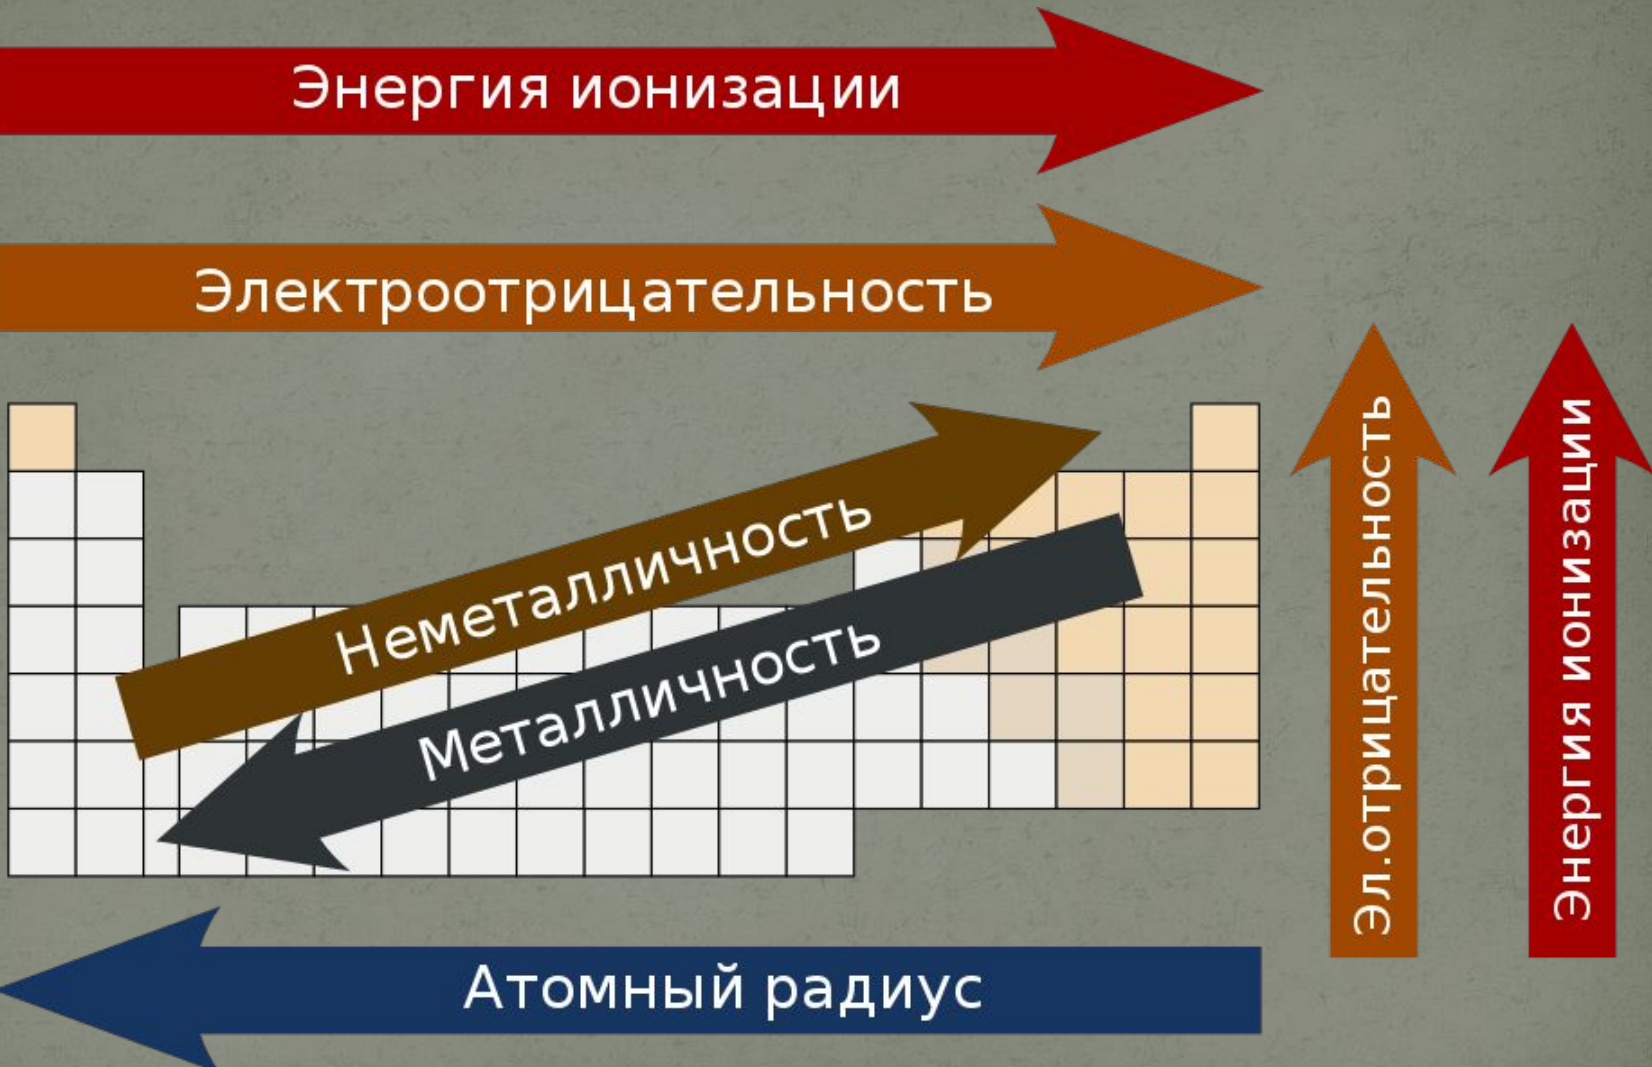 Энергия ионизации
Электроотрицательность
Неметалличность
Металличность
Атомный радиус
Эл.отрицательность
Энергия ионизации